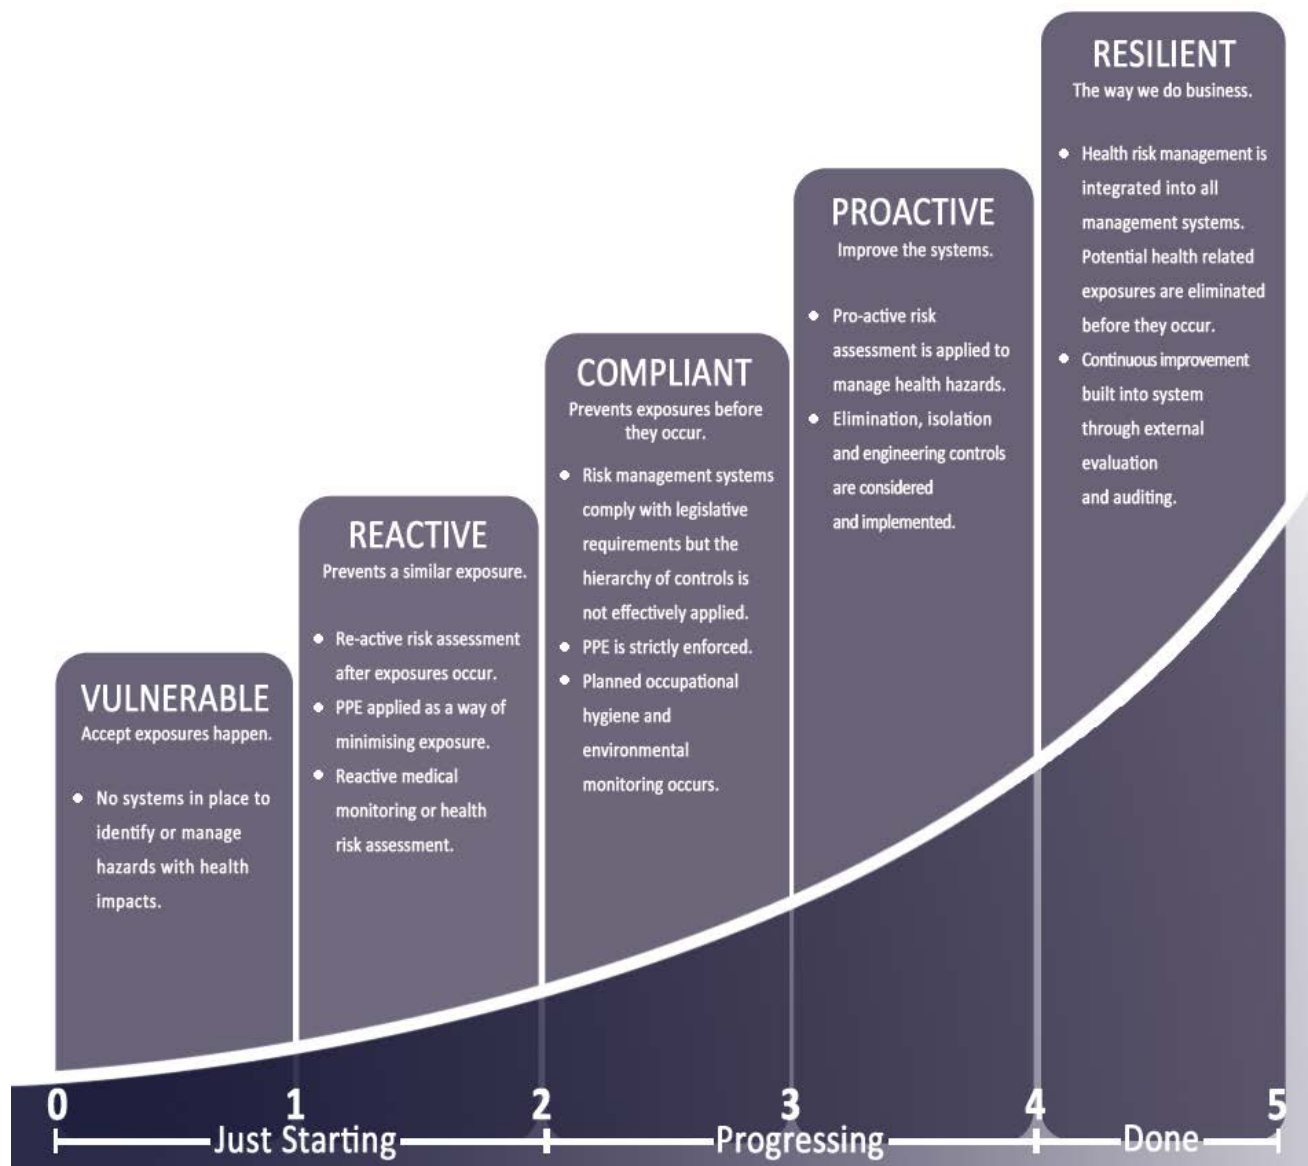 RESILIENT
The way we do business.
Health risk management is
integrated into all
management systems.
Potential health related
exposures are eliminated
before they occur.
Continuous improvement
built into system
through external
evaluation
and auditing.
PROACTIVE
Improve the systems.
Pro-active risk
assessment is applied to
manage health hazards.
Elimination, isolation
and engineering controls
are considered
and implemented.
COMPLIANT
Prevents exposures before
they occur.
Risk management systems
comply with legislative
requirements but the
hierarchy of controls is
not effectively applied.
PPE is strictly enforced.
Planned occupational
hygiene and
environmental
monitoring occurs.
REACTIVE
Prevents a similar exposure.
Re-active risk assessment
after exposures occur.
PPE applied as a way of
minimising exposure.
Reactive medical
monitoring or health
risk assessment.
VULNERABLE
Accept exposures happen.
No systems in place to
identify or manage
hazards with health
impacts.
0 1 2 3 4 5
Just Starting Progressing Done